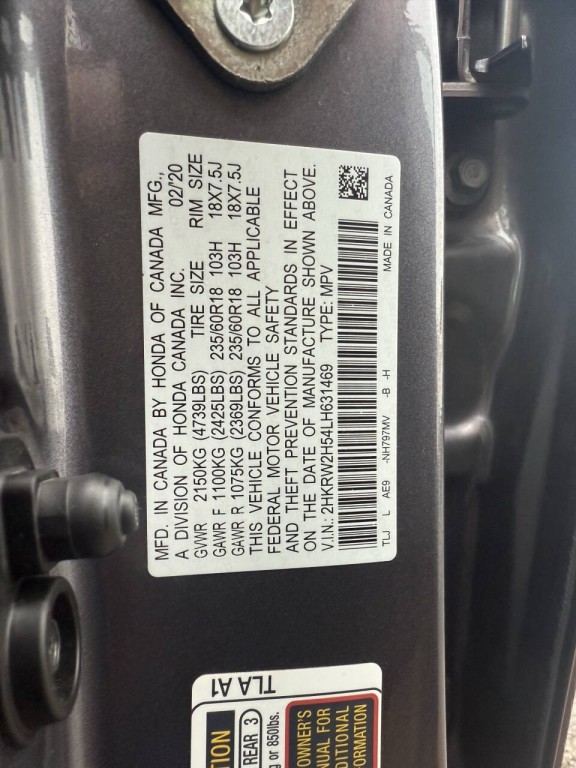 MFD. IN CANADA BY HONDA OF CANADA MFG.,
A DIVISION OF HONDA CANADA INC. 02/'20
GVWR 2150KG (4739LBS) TIRE SIZE RIM SIZE
GAWR F 1100KG (2425LBS) 235/60R18 103H 18X7.5J
GAWR R 1075KG (2369LBS) 235/60R18 103H 18X7.5J
THIS VEHICLE CONFORMS TO ALL APPLICABLE
FEDERAL MOTOR VEHICLE SAFETY
AND THEFT PREVENTION STANDARDS IN EFFECT
ON THE DATE OF MANUFACTURE SHOWN ABOVE.
V.I.N.: 2HKRW2H54LH631469 TYPE: MPV
TLJ L AE9 -NH797MV -B -H MADE IN CANADA
TLA A1
REAR 3
or 850lbs.
OWNER'S
FOR